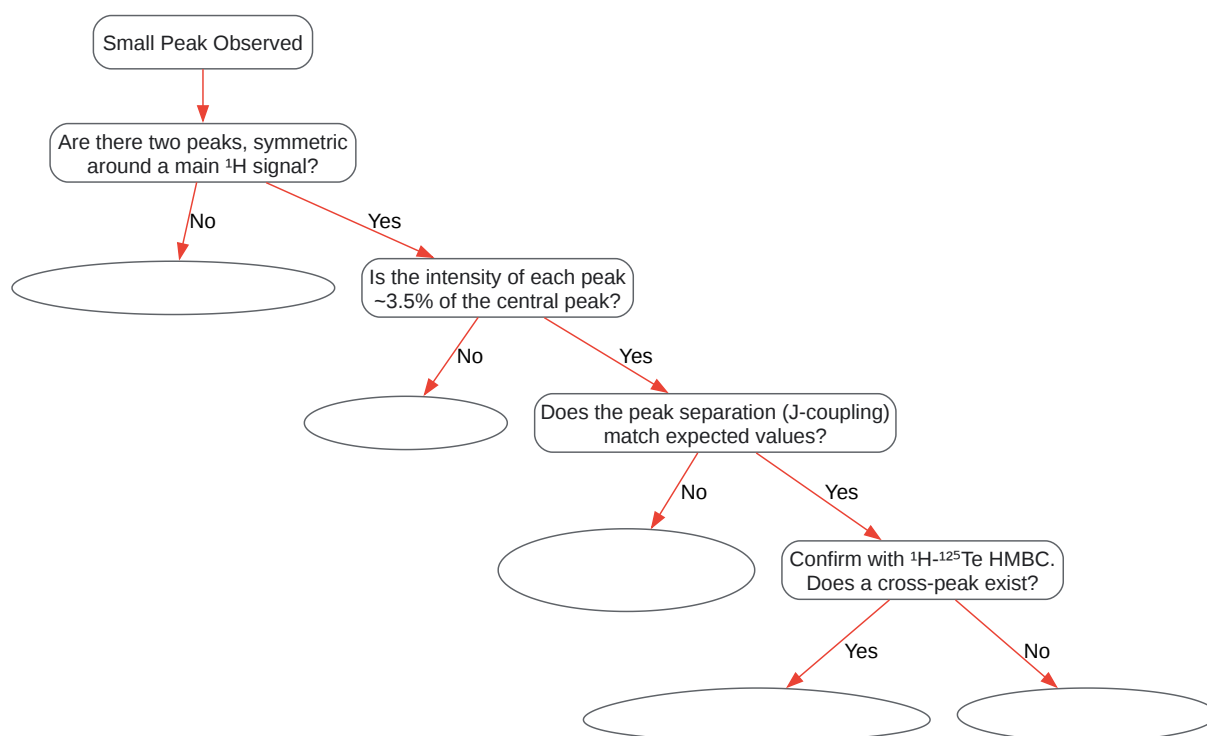 Small Peak Observed
Are there two peaks, symmetric
around a main ¹H signal?
No
Yes
Is the intensity of each peak
~3.5% of the central peak?
No
Yes
Does the peak separation (J-coupling)
match expected values?
No
Yes
Confirm with ¹H-¹²⁵Te HMBC.
Does a cross-peak exist?
Yes
No